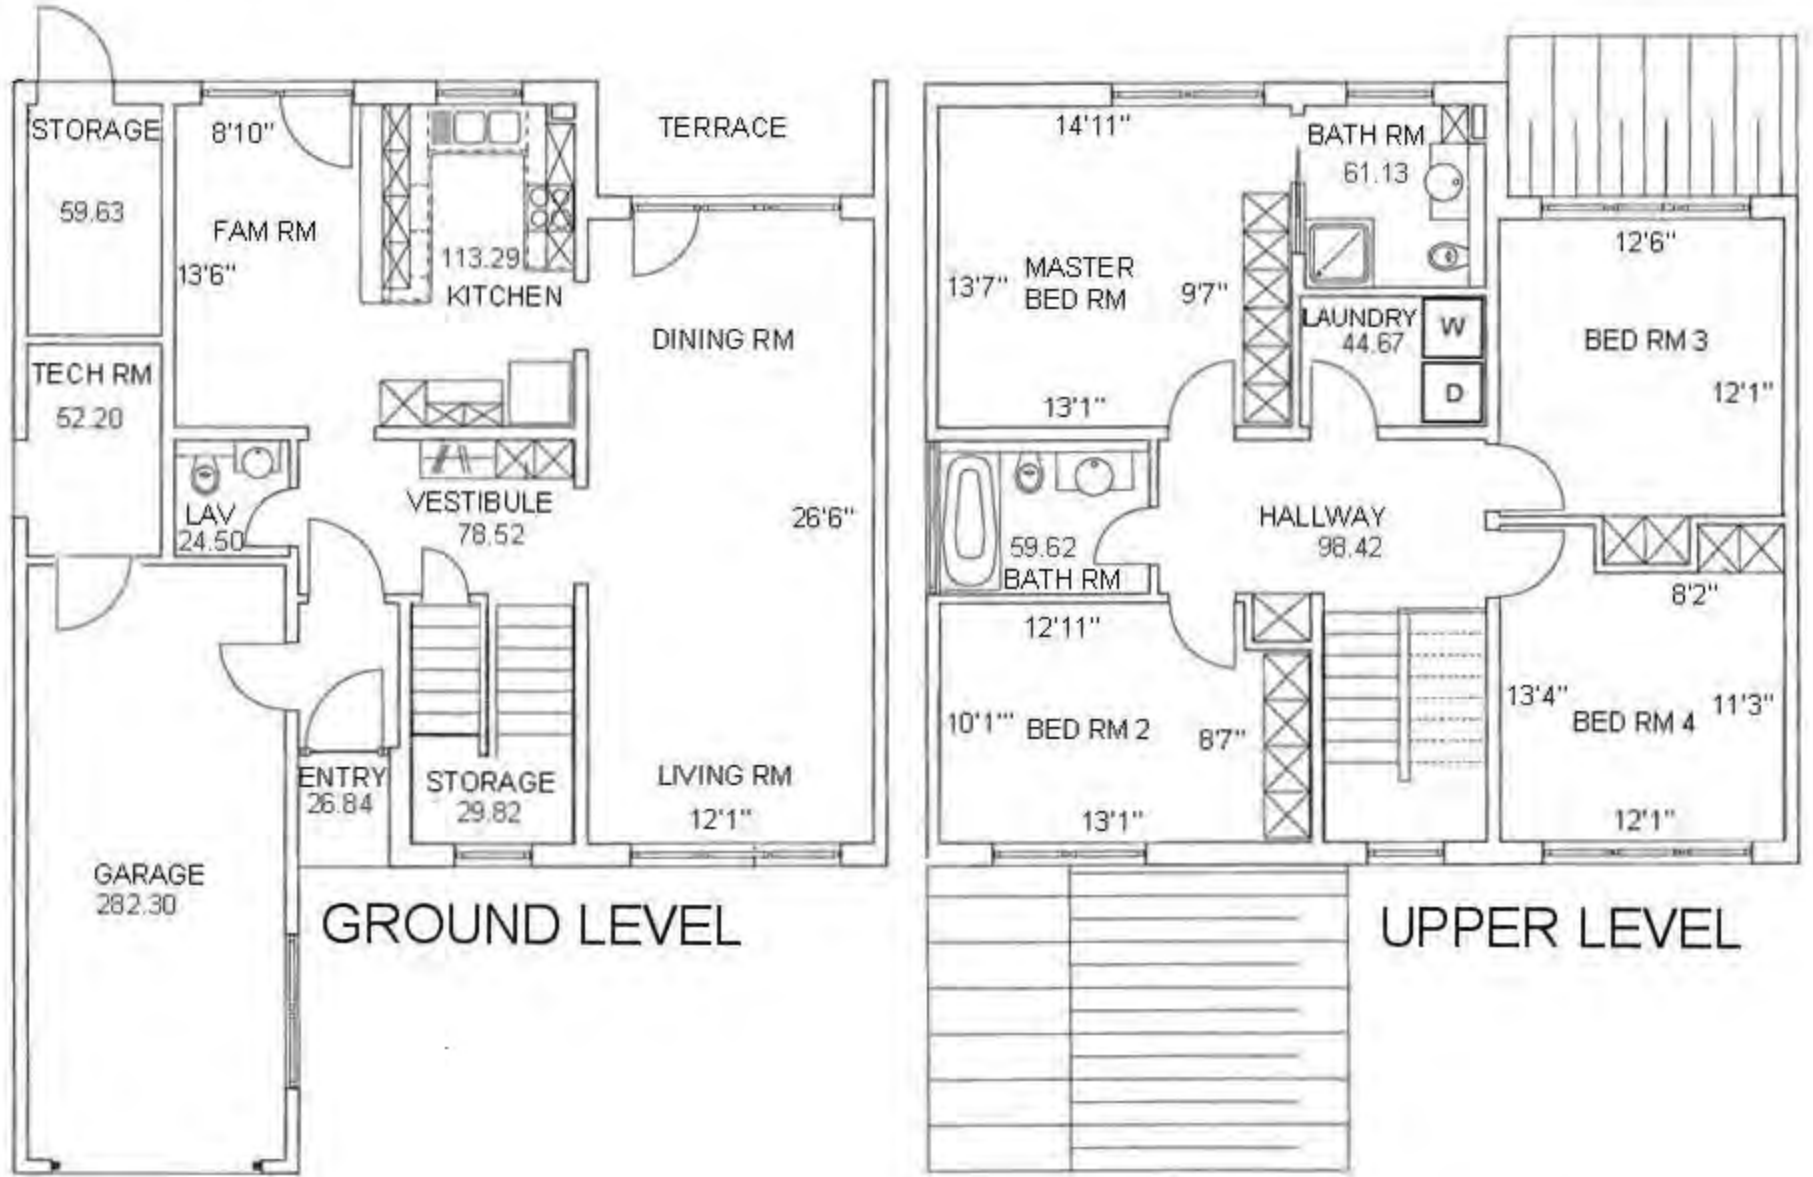 STORAGE
59.63
8'10"
FAM RM
13'6"
113.29
KITCHEN
TERRACE
DINING RM
TECH RM
52.20
LAV
24.50
VESTIBULE
78.52
26'6"
ENTRY
26.84
STORAGE
29.82
LIVING RM
12'1"
GARAGE
282.30
GROUND LEVEL
14'11"
BATH RM
61.13
MASTER
BED RM
13'7"
9'7"
13'1"
LAUNDRY
44.67
W
D
12'6"
BED RM 3
12'1"
HALLWAY
98.42
59.62
BATH RM
12'11"
10'1'"
BED RM 2
8'7"
13'1"
8'2"
13'4"
BED RM 4
11'3"
12'1"
UPPER LEVEL